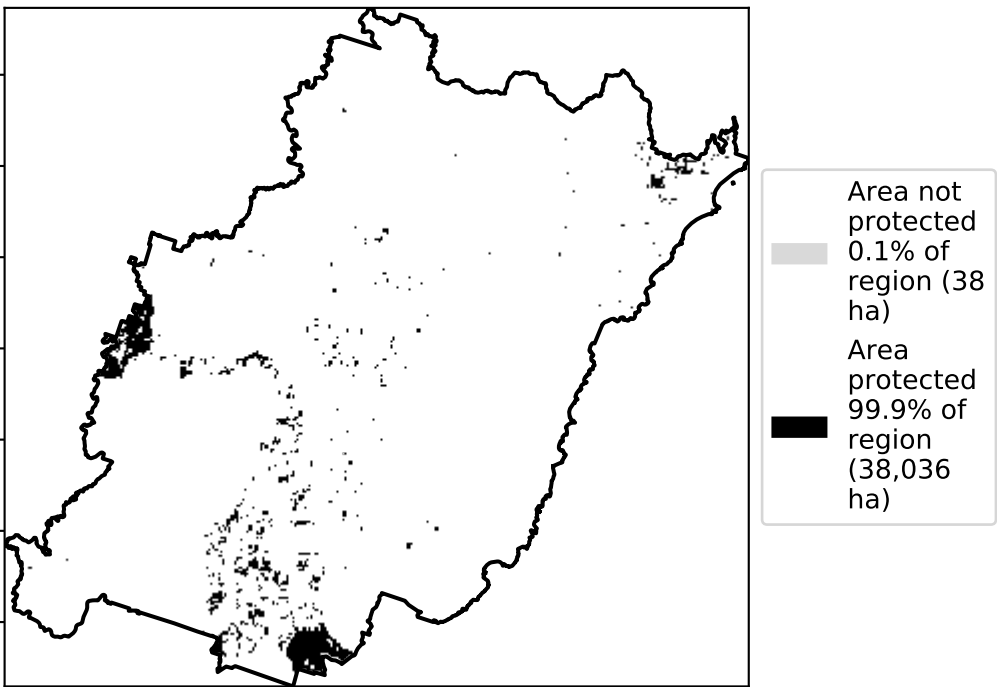 Area not
protected
0.1% of
region (38
ha)
Area
protected
99.9% of
region
(38,036
ha)